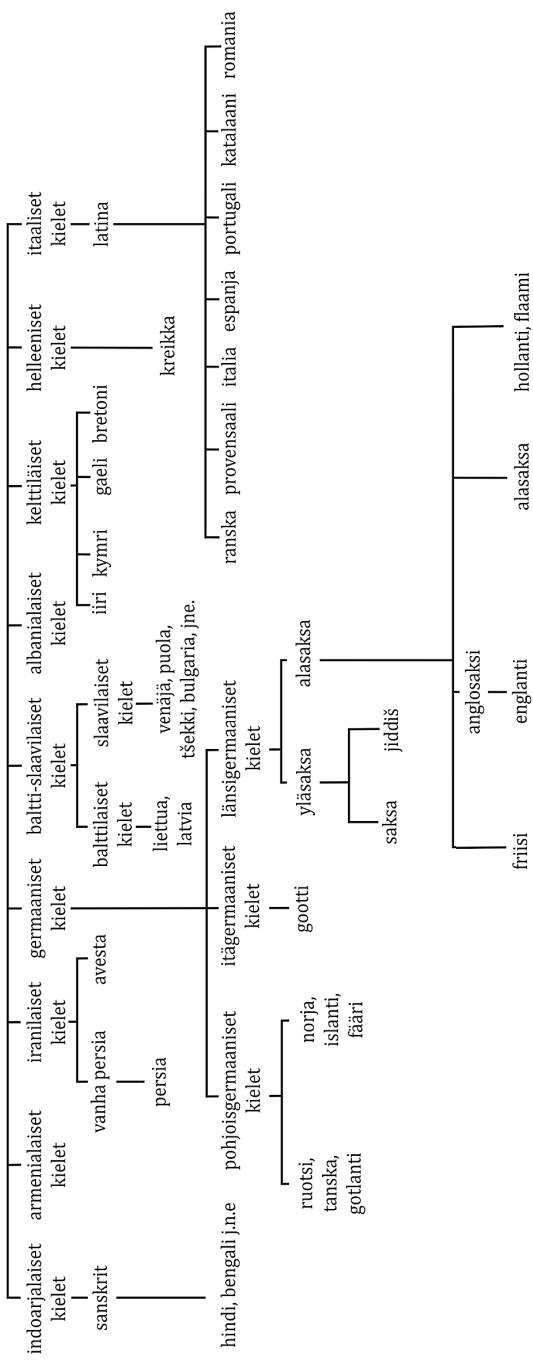 indoarjalaiset
kielet
sanskrit
hindi, bengali j.n.e
armenialaiset
kielet
iranilaiset
kielet
vanha persia
persia
avesta
germaaniset
kielet
pohjoisgermaaniset
kielet
ruotsi,
tanska,
gotlanti
norja,
islanti,
fääri
itägermaaniset
kielet
gootti
länsigermaaniset
kielet
yläsaksa
saksa
jiddiš
alasaksa
friisi
anglosaksi
englanti
alasaksa
hollanti, flaami
baltti-slaavilaiset
kielet
balttilaiset
kielet
liettua,
latvia
slaavilaiset
kielet
venäjä, puola,
tšekki, bulgaria, jne.
albanialaiset
kielet
kelttiläiset
kielet
iiri
kymri
gaeli
bretoni
helleeniset
kielet
kreikka
itaaliset
kielet
latina
ranska
provensaali
italia
espanja
portugali
katalaani
romania